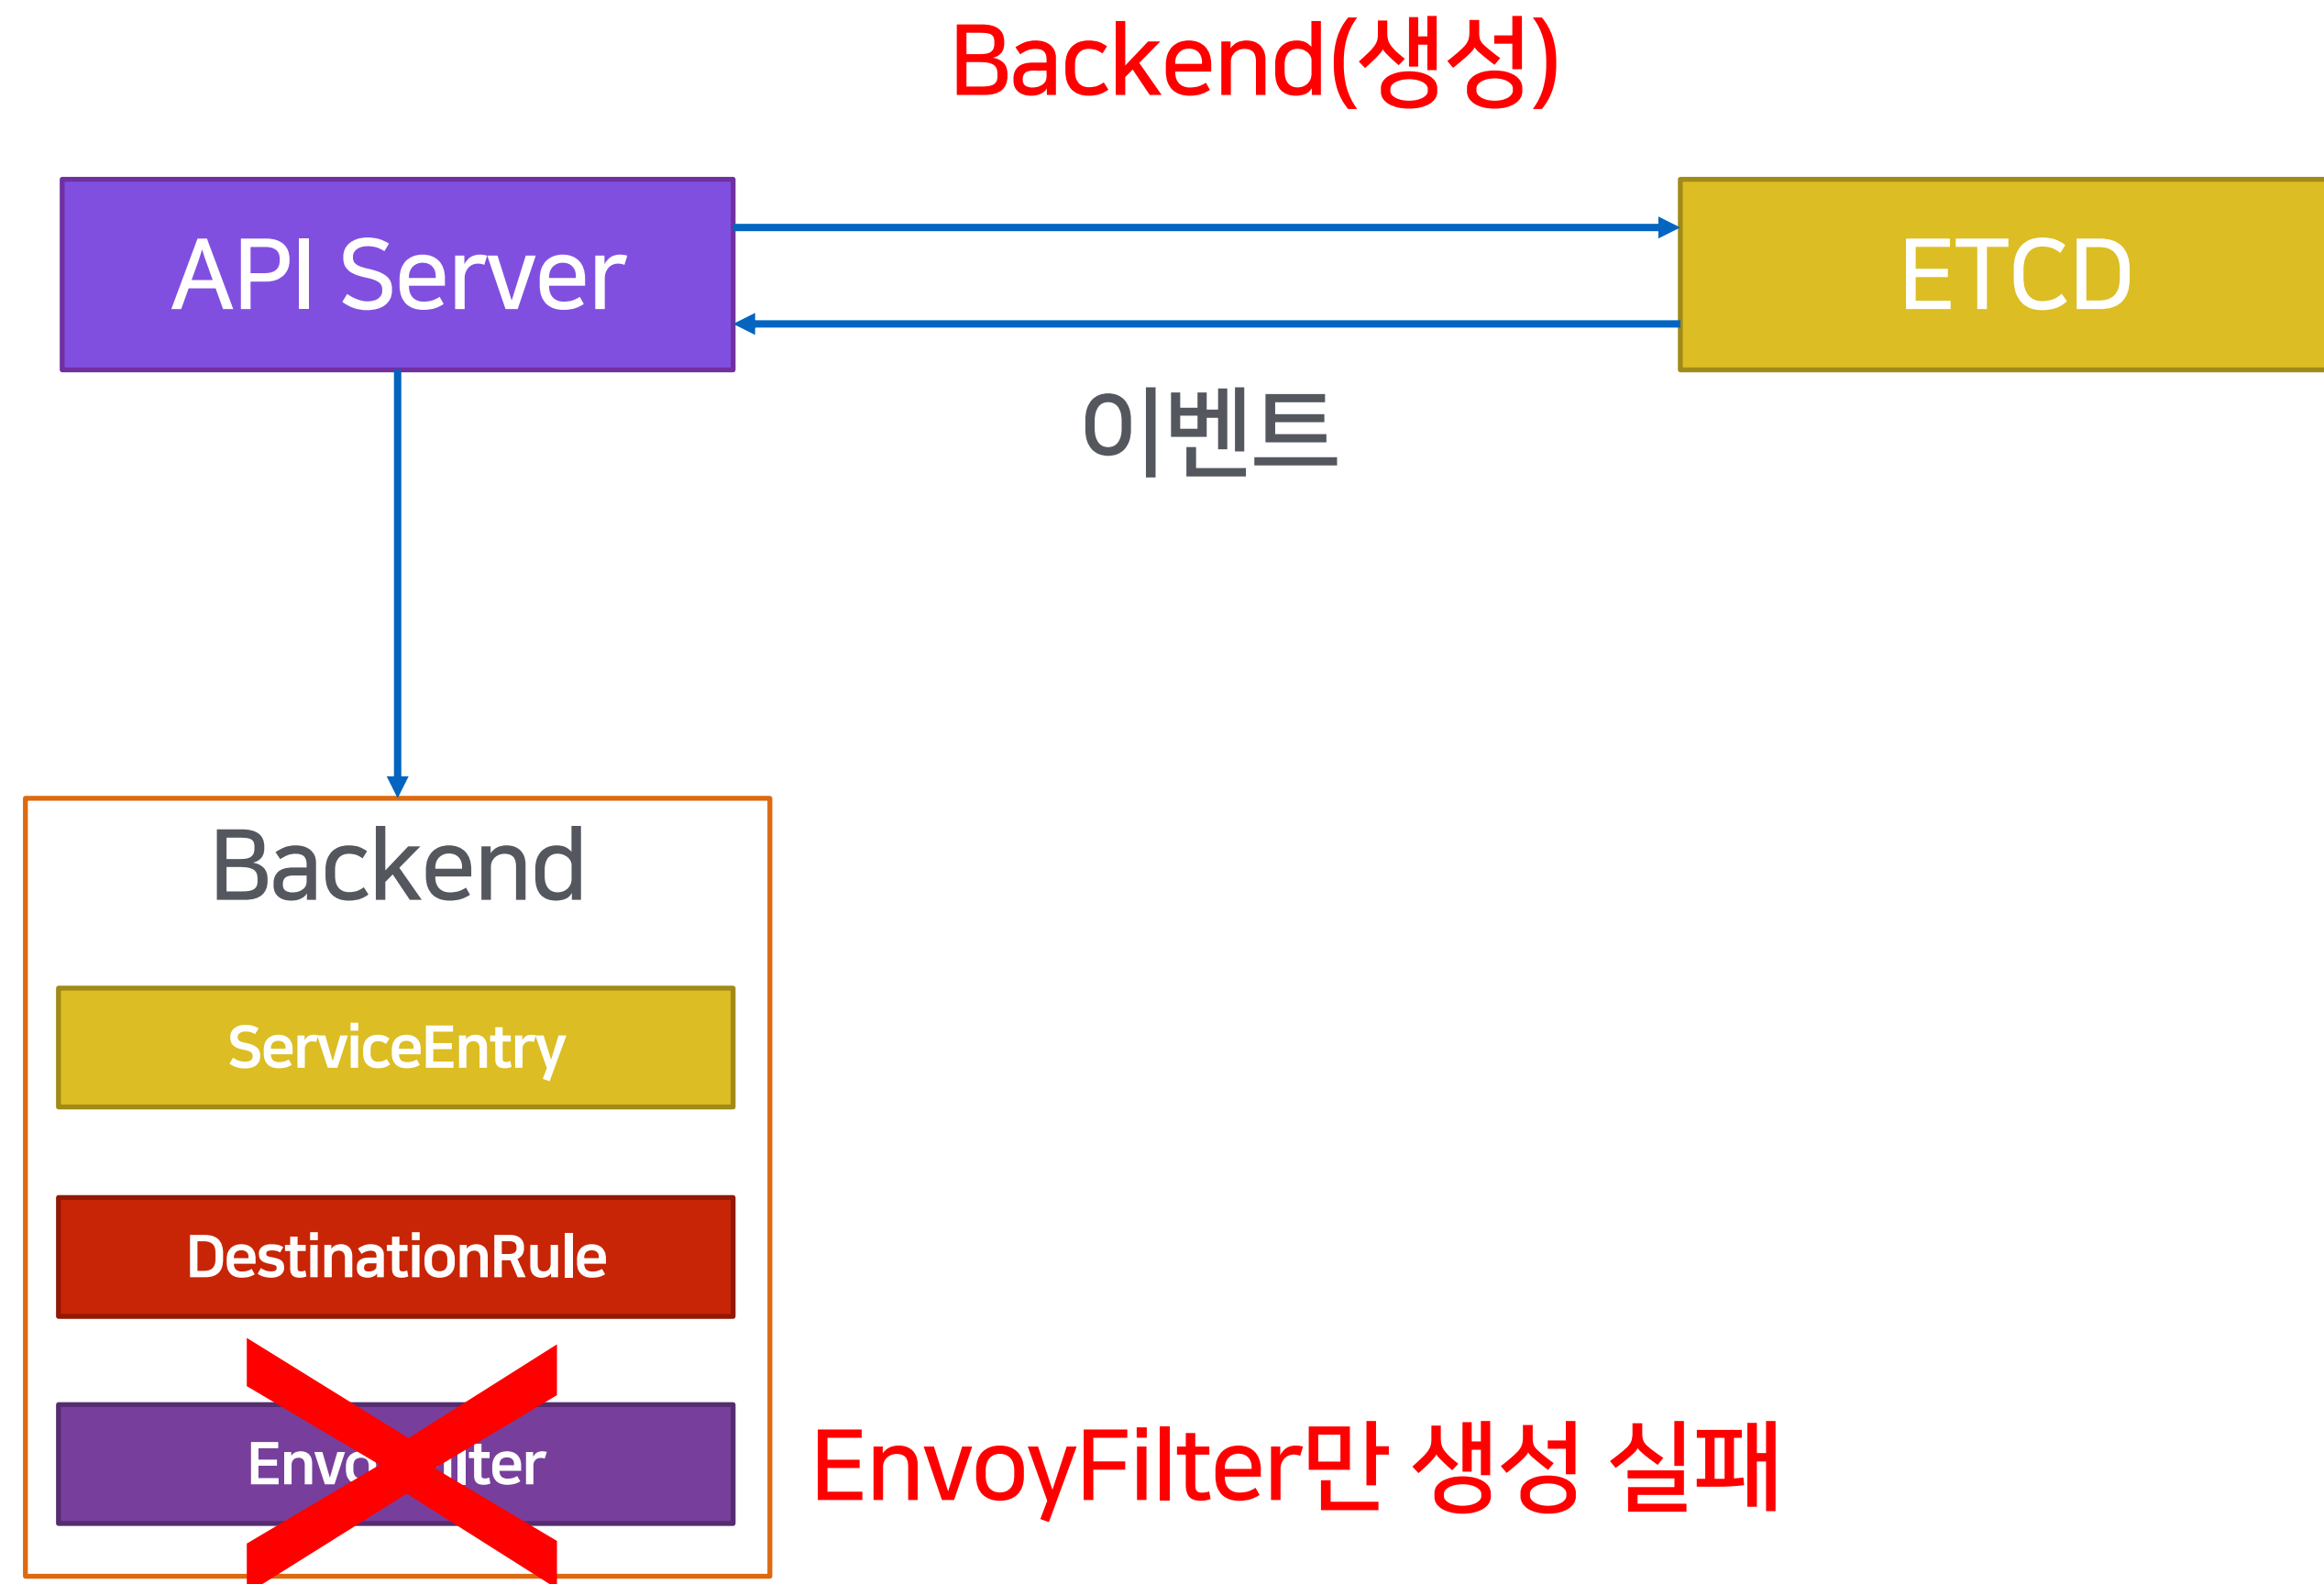 Backend(생성)
API Server
ETCD
이벤트
Backend
ServiceEntry
DestinationRule
EnvoyFilter
EnvoyFilter만 생성 실패